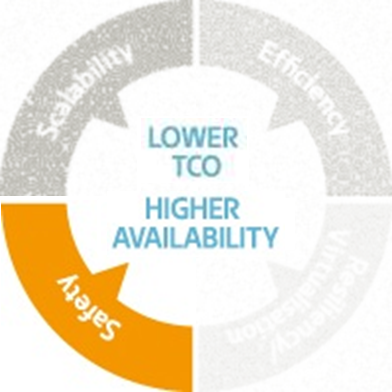 Scalability
Efficiency
LOWER
TCO
HIGHER
AVAILABILITY
Safety
Resiliency/
Virtualisation